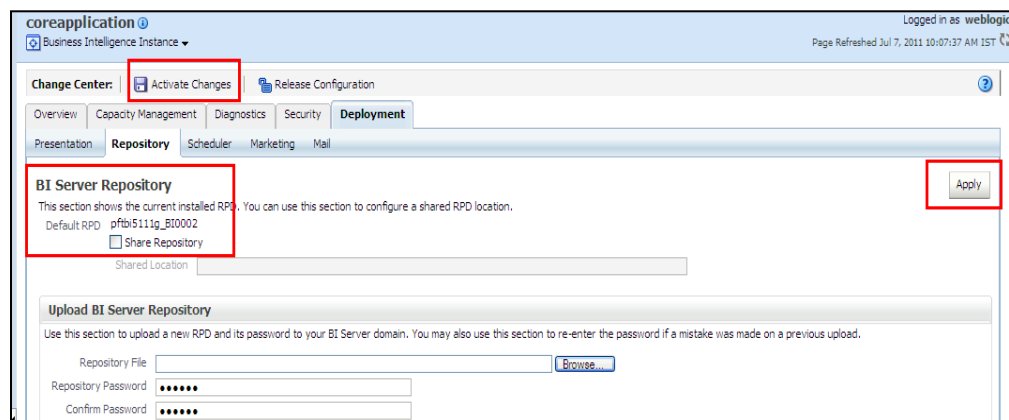 coreapplication
Logged in as weblogic
Business Intelligence Instance
Page Refreshed Jul 7, 2011 10:07:37 AM IST
Change Center: Activate Changes Release Configuration
Overview Capacity Management Diagnostics Security Deployment
Presentation Repository Scheduler Marketing Mail
BI Server Repository
Apply
This section shows the current installed RPD. You can use this section to configure a shared RPD location.
Default RPD pftbi5111g_BI0002
Share Repository
Shared Location
Upload BI Server Repository
Use this section to upload a new RPD and its password to your BI Server domain. You may also use this section to re-enter the password if a mistake was made on a previous upload.
Repository File Browse...
Repository Password ••••••
Confirm Password ••••••